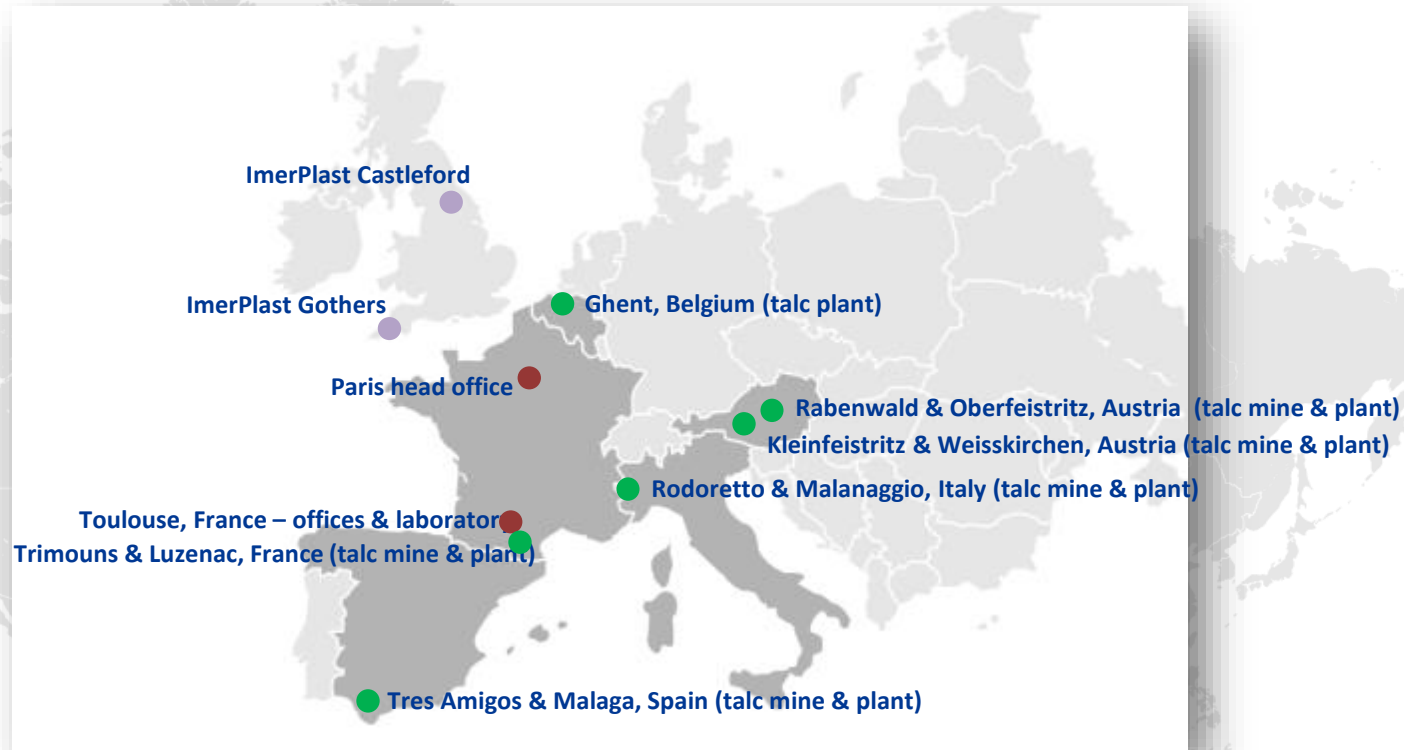 ImerPlast Castleford
ImerPlast Gothers
Ghent, Belgium (talc plant)
Paris head office
Rabenwald & Oberfeistritz, Austria (talc mine & plant)
Kleinfeistritz & Weisskirchen, Austria (talc mine & plant)
Rodoretto & Malanaggio, Italy (talc mine & plant)
Toulouse, France – offices & laboratory
Trimouns & Luzenac, France (talc mine & plant)
Tres Amigos & Malaga, Spain (talc mine & plant)